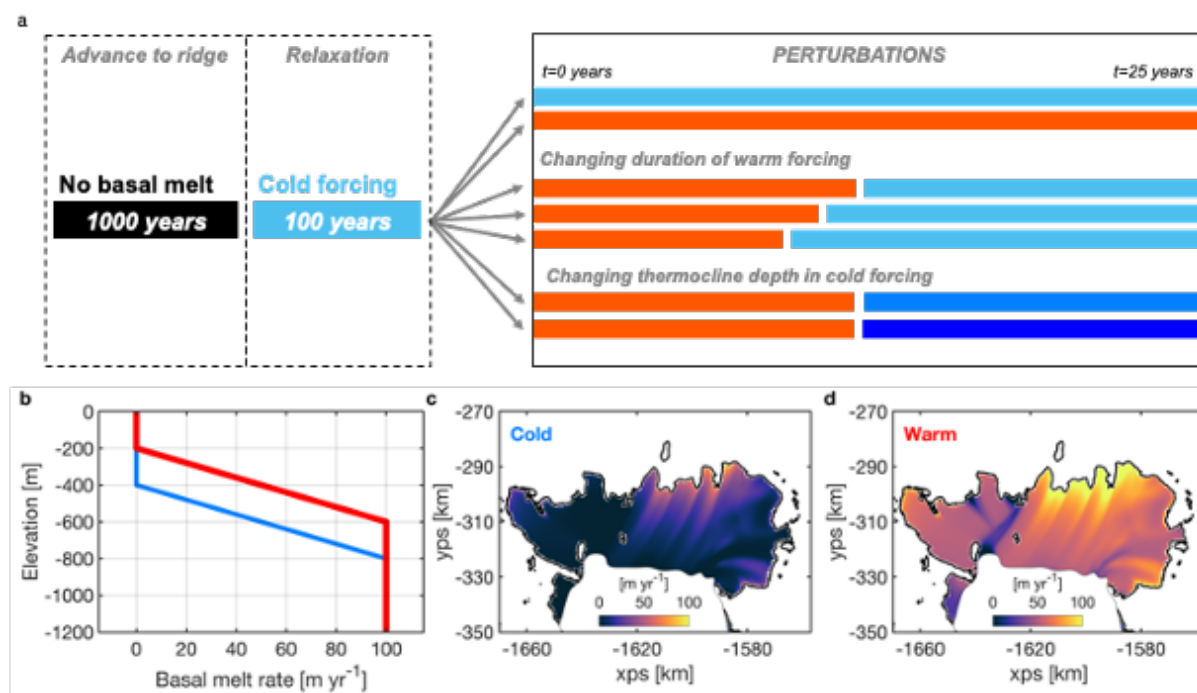 a
Advance to ridge
Relaxation
PERTURBATIONS
t=0 years
t=25 years
No basal melt
1000 years
Cold forcing
100 years
Changing duration of warm forcing
Changing thermocline depth in cold forcing
b
Elevation [m]
0
-200
-400
-600
-800
-1000
-1200
0 20 40 60 80 100
Basal melt rate [m yr⁻¹]
c
Cold
yps [km]
-270
-290
-310
-330
-350
[m yr⁻¹]
0 50 100
-1660 -1620 -1580
xps [km]
d
Warm
yps [km]
-270
-290
-310
-330
-350
[m yr⁻¹]
0 50 100
-1660 -1620 -1580
xps [km]